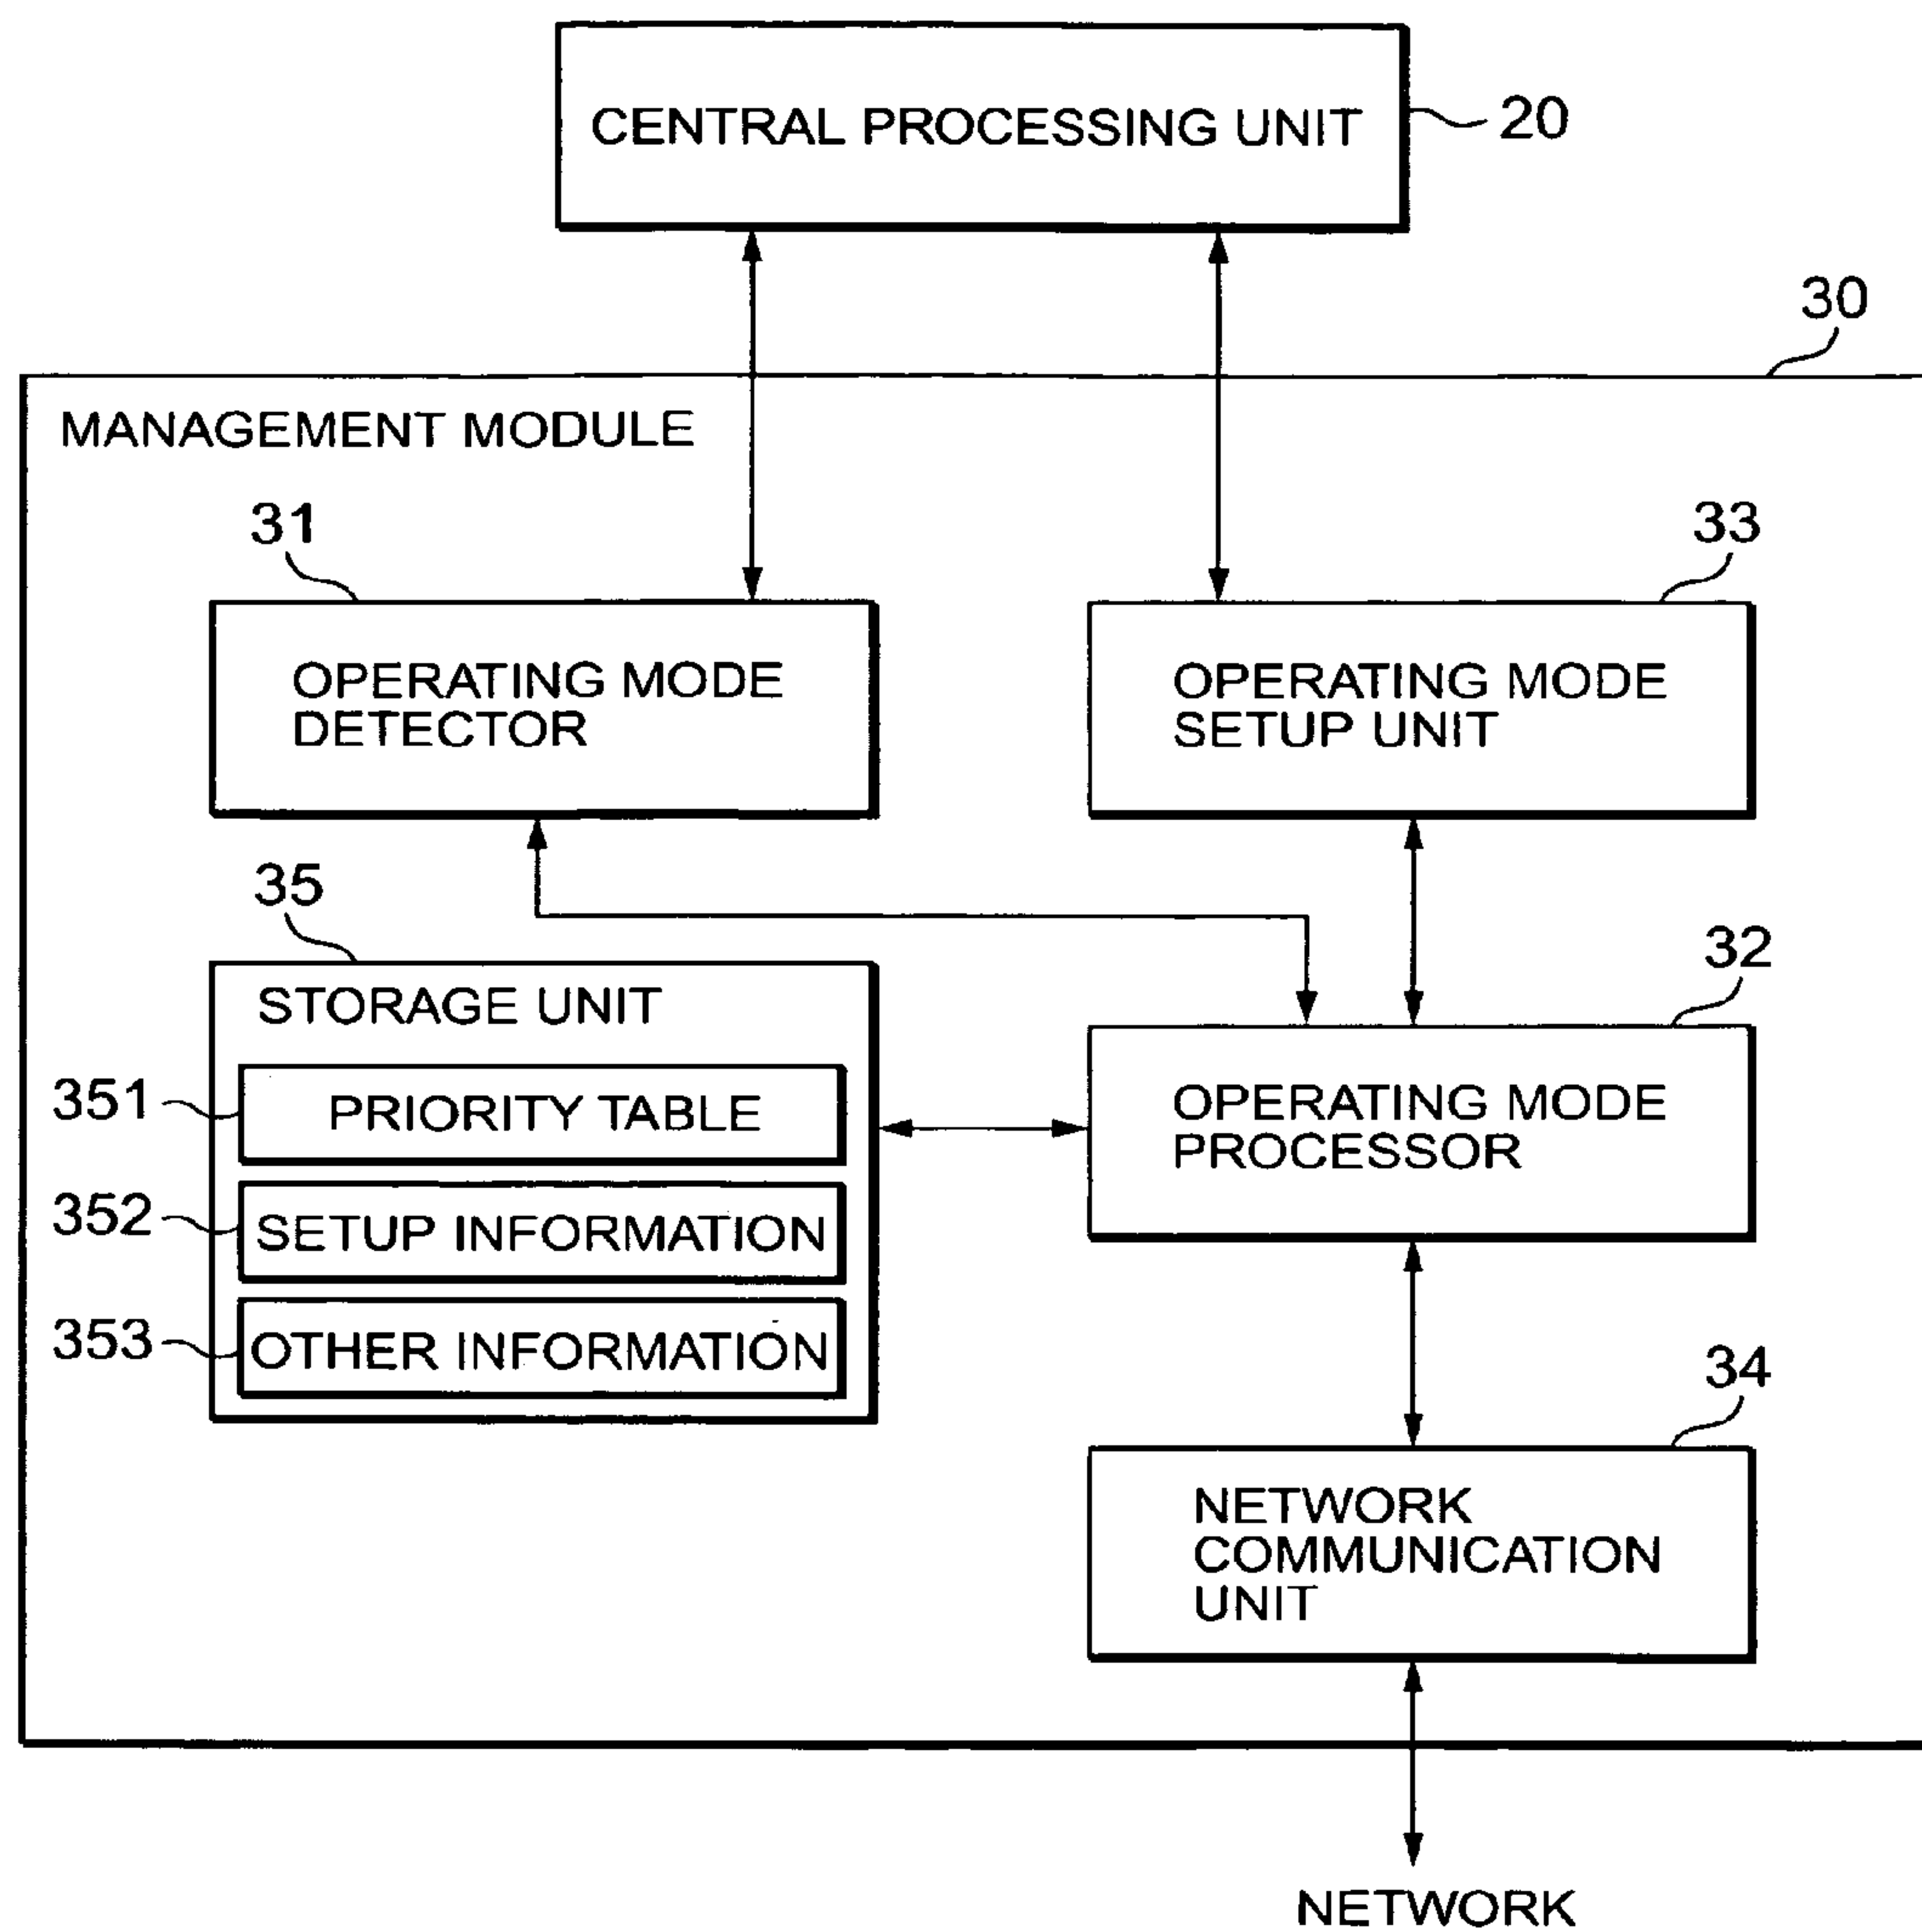 CENTRAL PROCESSING UNIT
20
30
MANAGEMENT MODULE
31
33
OPERATING MODE
DETECTOR
OPERATING MODE
SETUP UNIT
35
32
STORAGE UNIT
351
PRIORITY TABLE
OPERATING MODE
PROCESSOR
352
SETUP INFORMATION
353
OTHER INFORMATION
34
NETWORK
COMMUNICATION
UNIT
NETWORK